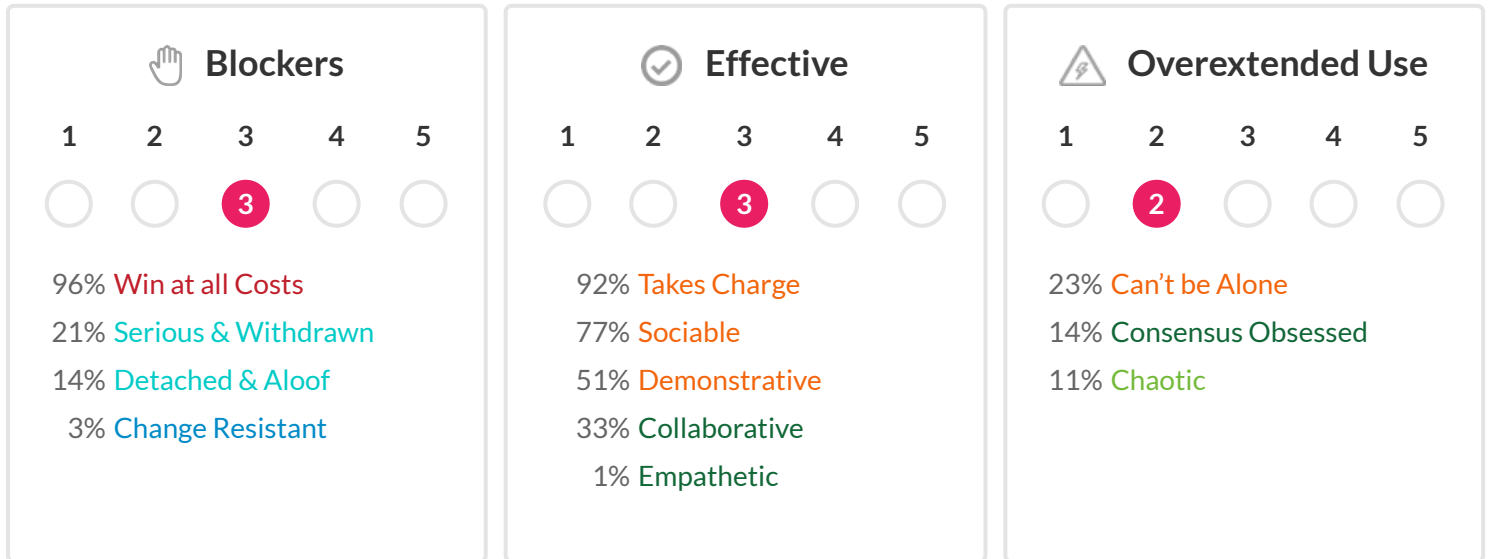 Blockers
1 2 3 4 5
3
96% Win at all Costs
21% Serious & Withdrawn
14% Detached & Aloof
3% Change Resistant
Effective
1 2 3 4 5
3
92% Takes Charge
77% Sociable
51% Demonstrative
33% Collaborative
1% Empathetic
Overextended Use
1 2 3 4 5
2
23% Can’t be Alone
14% Consensus Obsessed
11% Chaotic